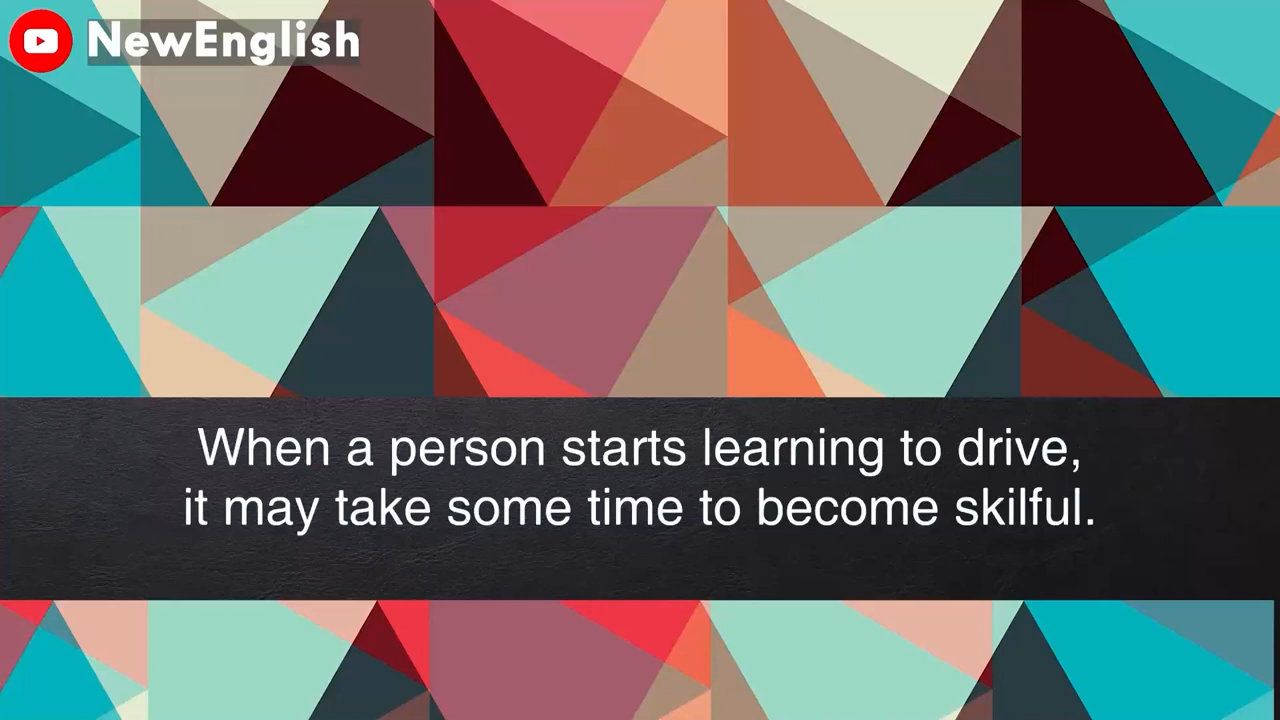 NewEnglish
When a person starts learning to drive,
it may take some time to become skilful.